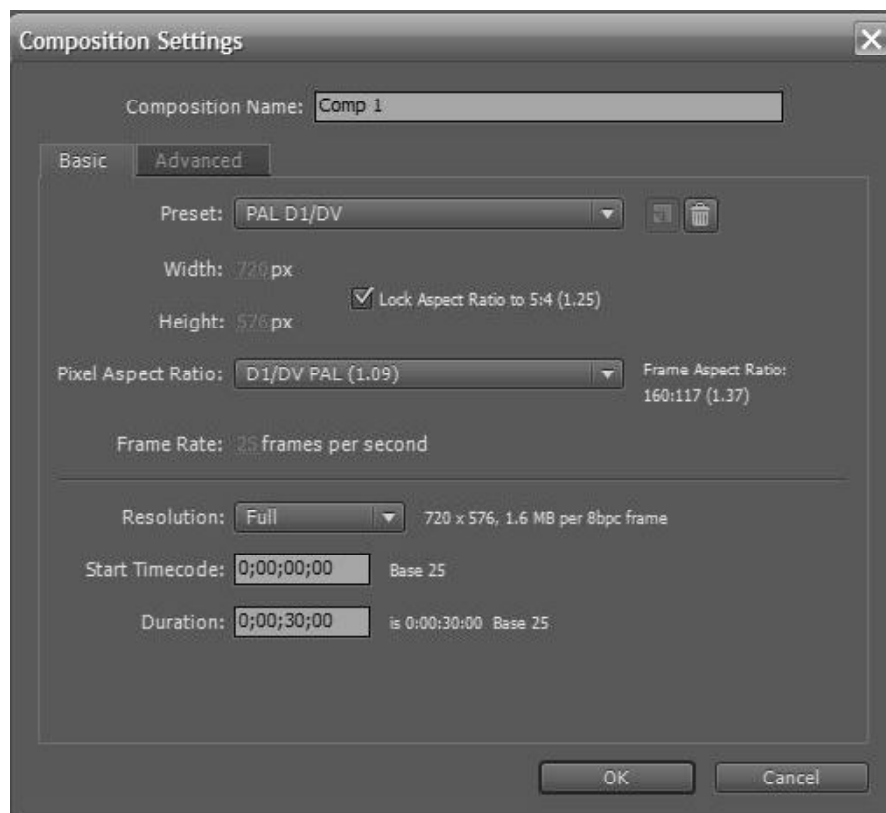 Composition Settings
Composition Name: Comp 1
Basic Advanced
Preset: PAL D1/DV
Width: 720 px
Lock Aspect Ratio to 5:4 (1.25)
Height: 576 px
Pixel Aspect Ratio: D1/DV PAL (1.09) Frame Aspect Ratio:
160:117 (1.37)
Frame Rate: 25 frames per second
Resolution: Full 720 x 576, 1.6 MB per 8bpc frame
Start Timecode: 0;00;00;00 Base 25
Duration: 0;00;30;00 is 0:00:30:00 Base 25
OK Cancel